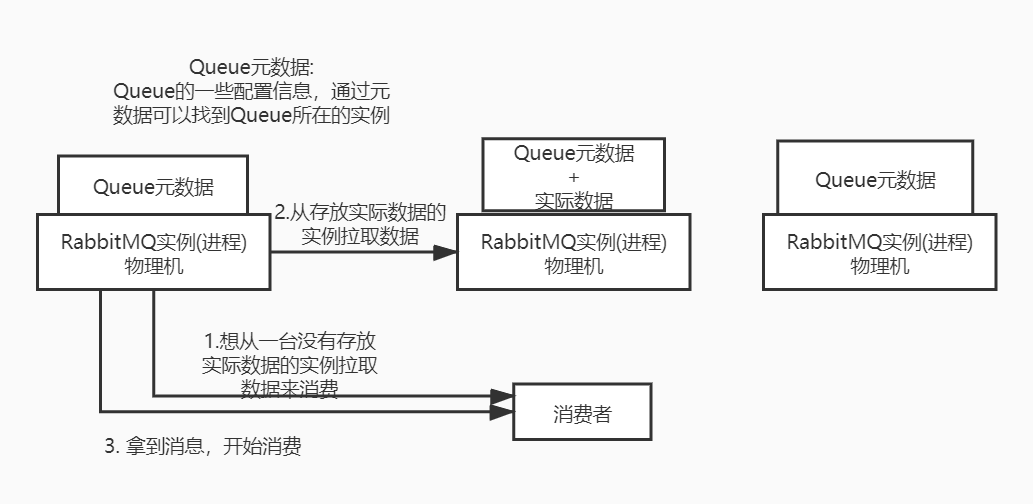 Queue元数据:
Queue的一些配置信息，通过元
数据可以找到Queue所在的实例
Queue元数据
RabbitMQ实例(进程)
物理机
2.从存放实际数据的
实例拉取数据
Queue元数据
+
实际数据
RabbitMQ实例(进程)
物理机
Queue元数据
RabbitMQ实例(进程)
物理机
1.想从一台没有存放
实际数据的实例拉取
数据来消费
消费者
3. 拿到消息，开始消费